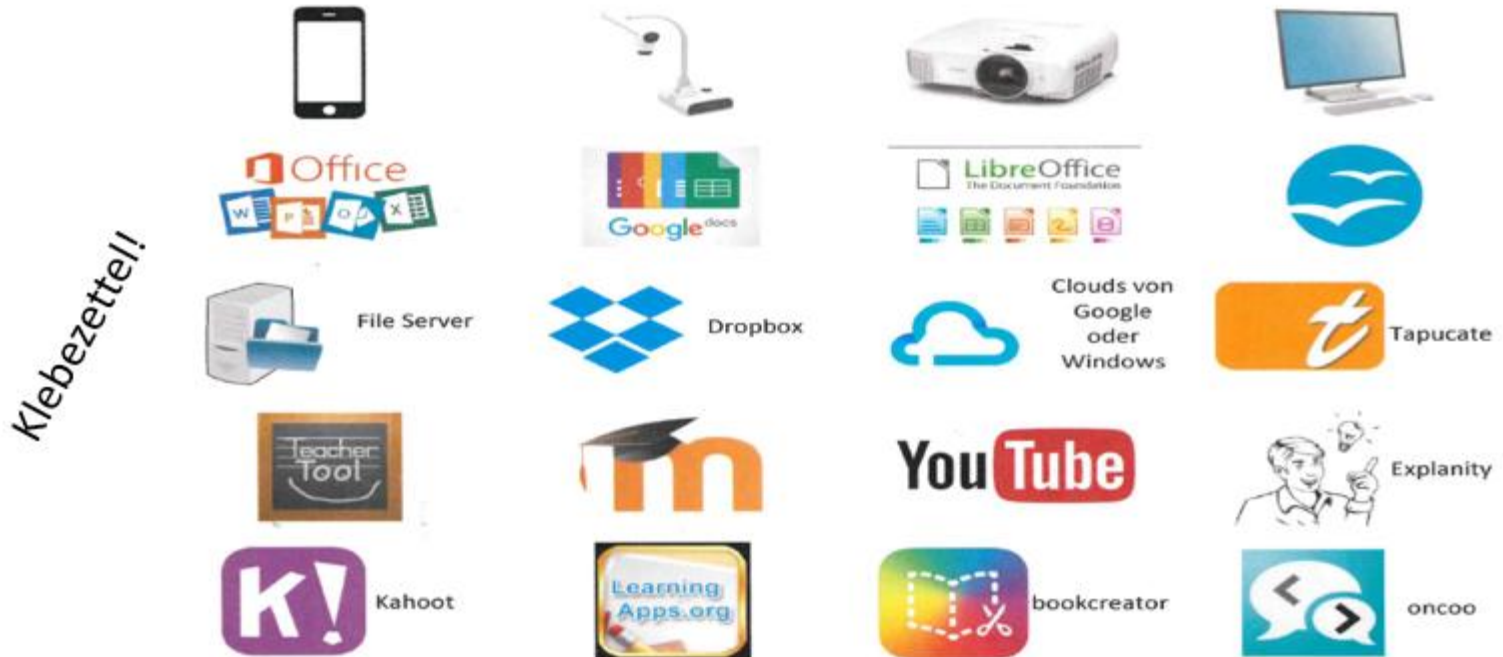 Klebezettel!
Office
W P O X
Google docs
LibreOffice
The Document Foundation
File Server
Dropbox
Clouds von
Google
oder
Windows
t
Tapucate
Teacher
Tool
m
YouTube
Explanity
K!
Kahoot
Learning
Apps.org
bookcreator
oncoo